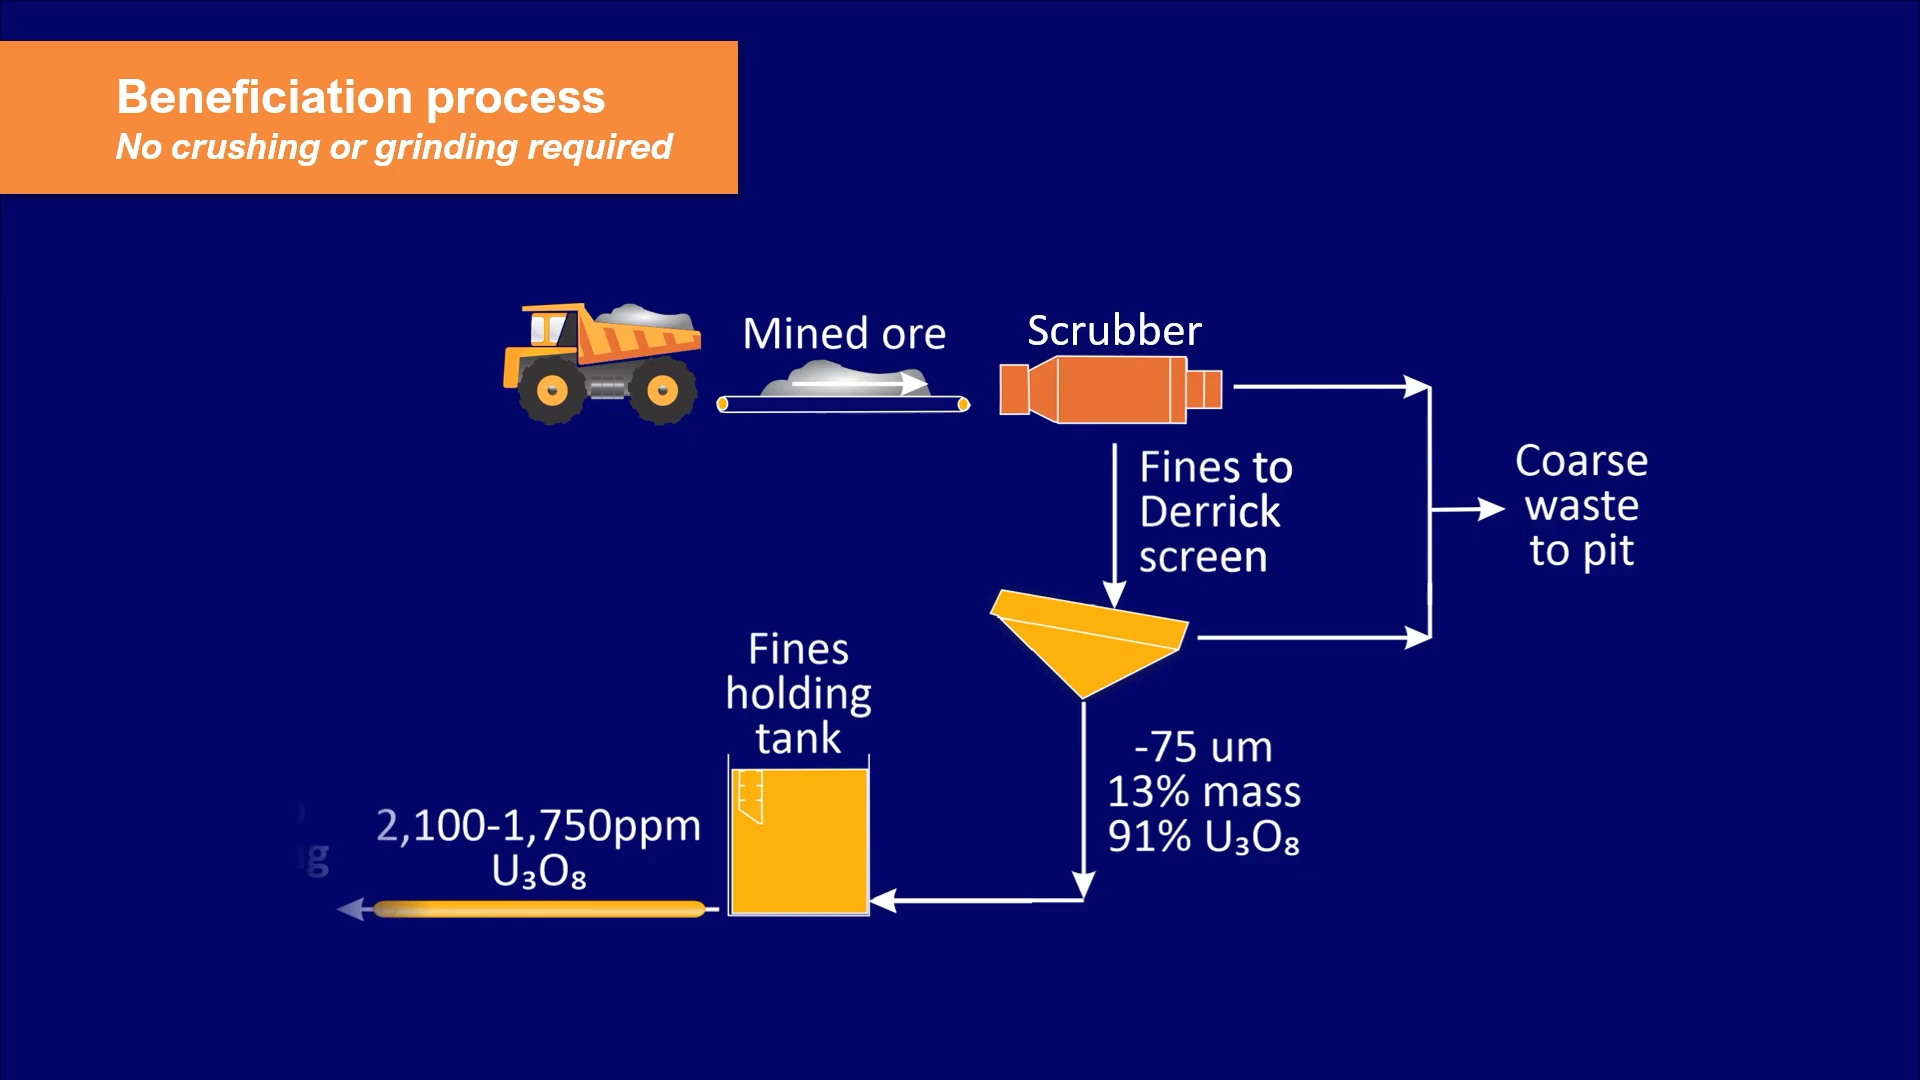 Beneficiation process
No crushing or grinding required
Mined ore
Scrubber
Fines to
Derrick
screen
Coarse
waste
to pit
Fines
holding
tank
-75 um
13% mass
91% U₃O₈
2,100-1,750ppm
U₃O₈